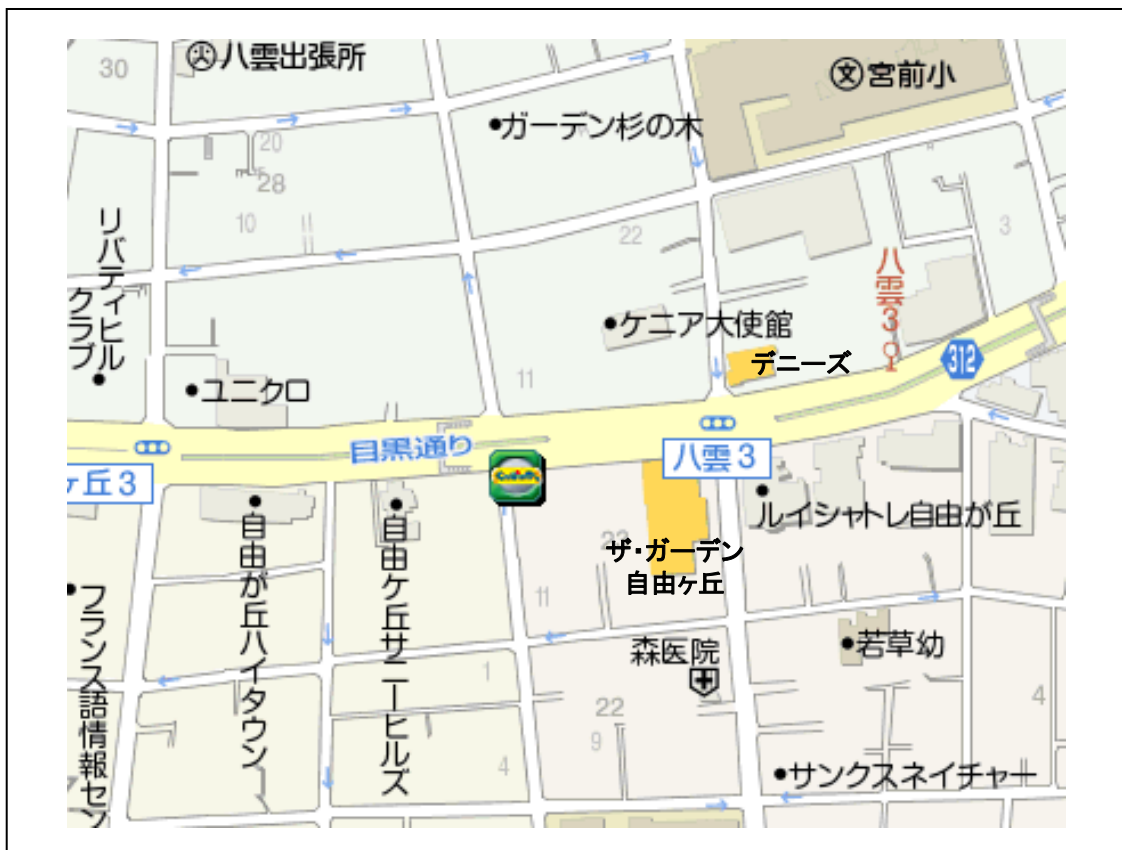 30
八雲出張所
文
宮前小
ガーデン杉の木
20
28
10
22
3
リバティヒル
クラブ
八雲3
ケニア大使館
デニーズ
312
11
ユニクロ
目黒通り
八雲3
ヶ丘3
自由が丘ハイタウン
自由ケ丘サニーヒルズ
ルイシャトレ自由が丘
ザ・ガーデン
自由ヶ丘
11
フランス語情報セン
森医院
若草幼
1
22
9
4
4
サンクスネイチャー